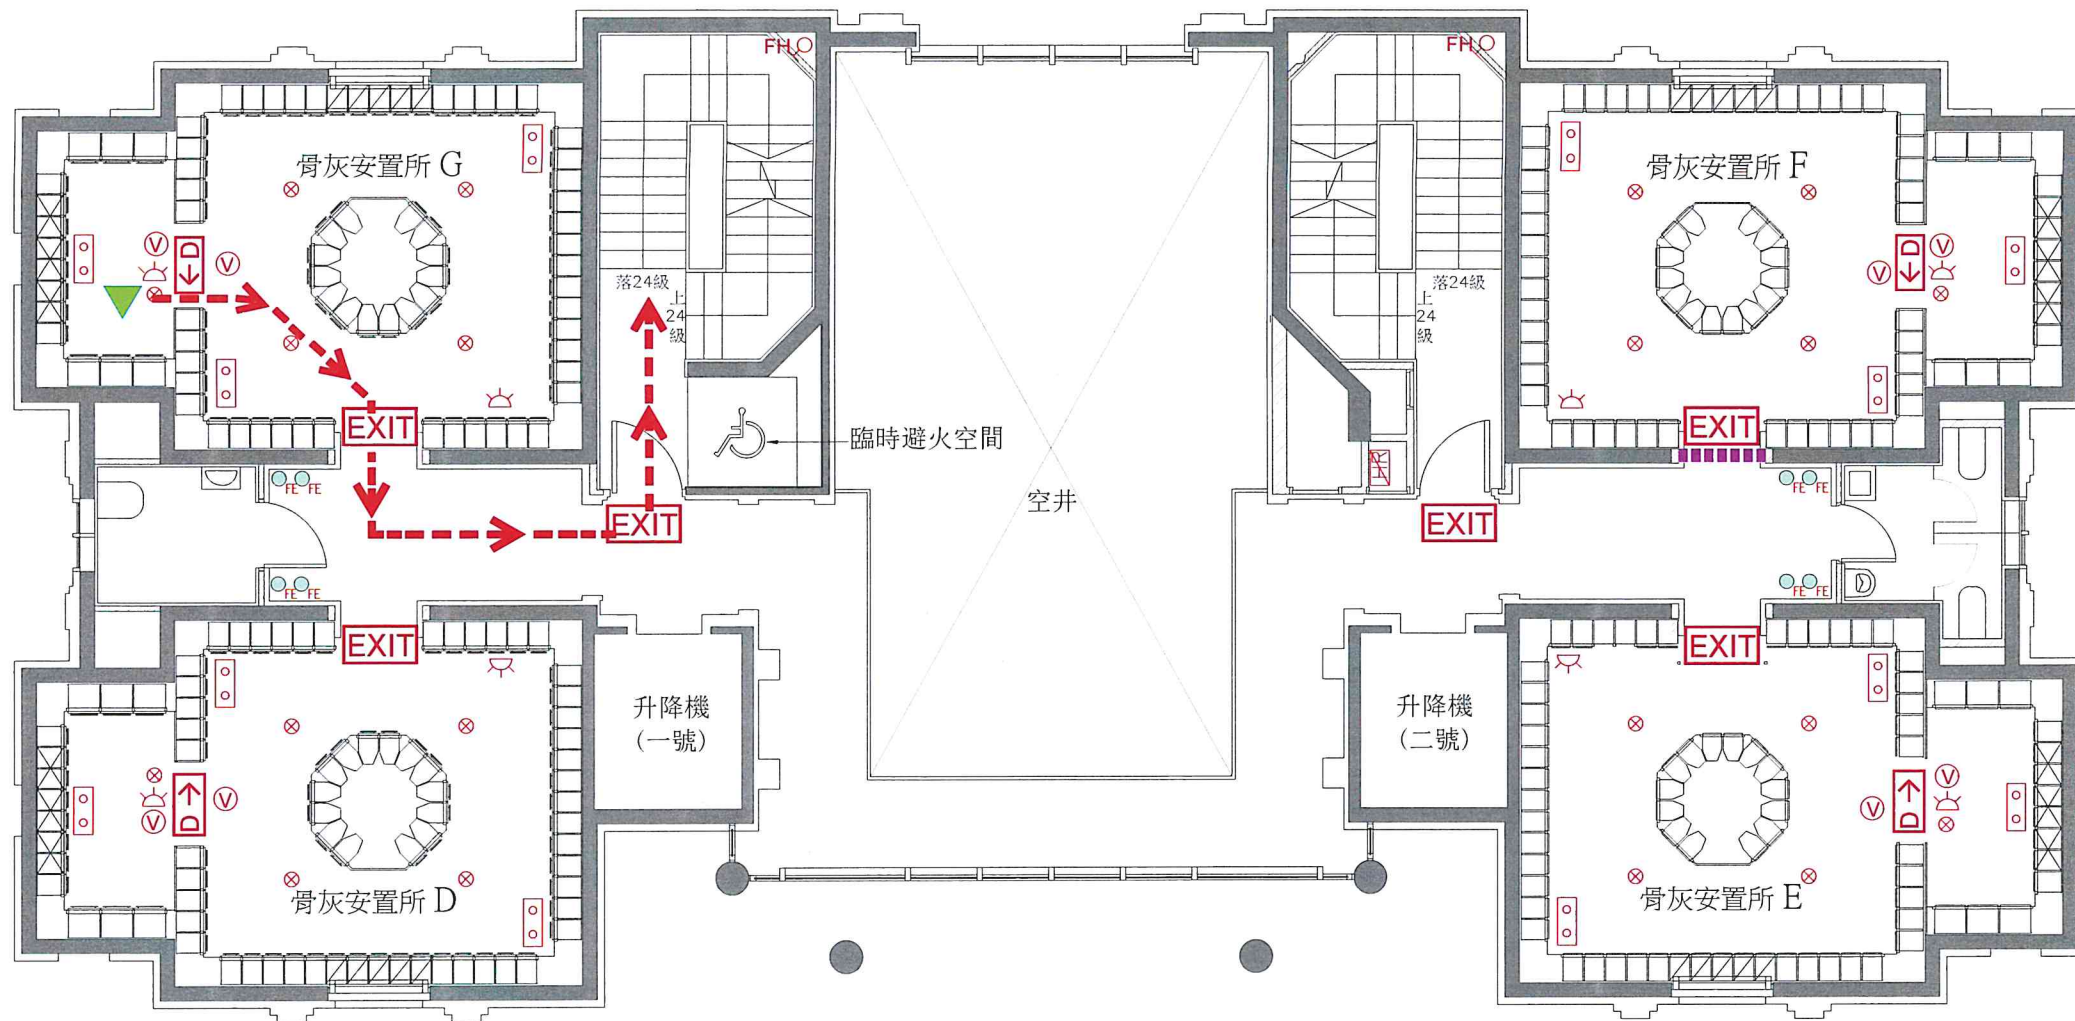 FH
FH
骨灰安置所 G
骨灰安置所 F
V
D
V
V
D
V
落24級
上
24
級
落24級
上
24
級
EXIT
EXIT
臨時避火空間
HR
FE FE
FE FE
空井
EXIT
EXIT
FE FE
FE FE
EXIT
EXIT
升降機
(一號)
升降機
(二號)
V
D
V
V
D
V
骨灰安置所 D
骨灰安置所 E